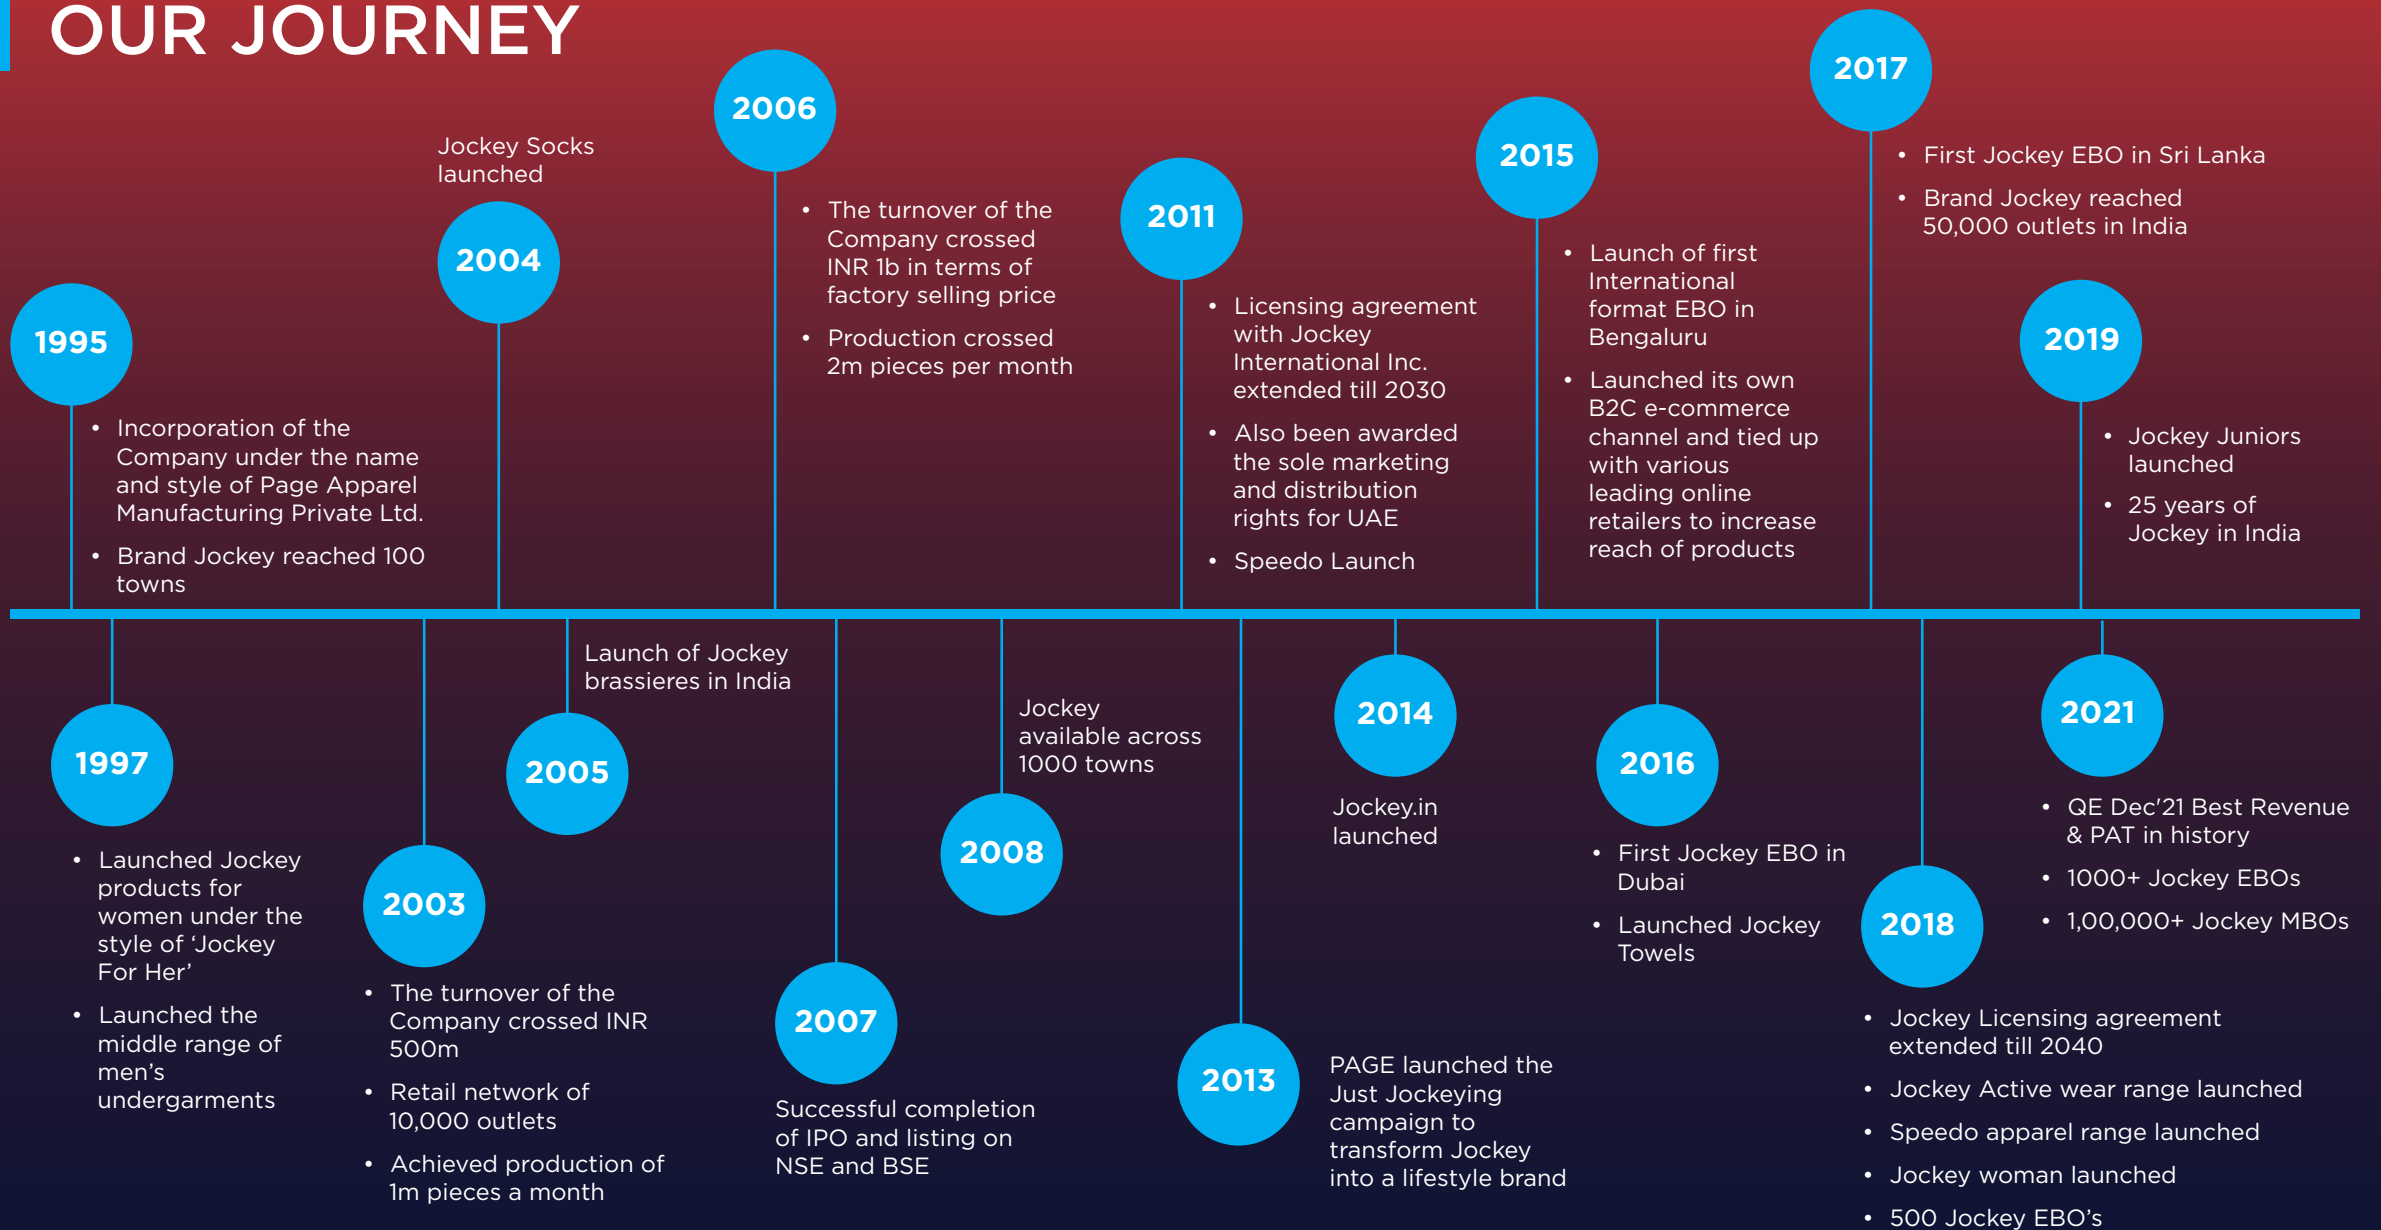 OUR JOURNEY
1995
• Incorporation of the
Company under the name
and style of Page Apparel
Manufacturing Private Ltd.
• Brand Jockey reached 100
towns
1997
• Launched Jockey
products for
women under the
style of ‘Jockey
For Her’
• Launched the
middle range of
men’s
undergarments
2003
• The turnover of the
Company crossed INR
500m
• Retail network of
10,000 outlets
• Achieved production of
1m pieces a month
Jockey Socks
launched
2004
Launch of Jockey
brassieres in India
2005
2006
• The turnover of the
Company crossed
INR 1b in terms of
factory selling price
• Production crossed
2m pieces per month
2007
Successful completion
of IPO and listing on
NSE and BSE
Jockey
available across
1000 towns
2008
2011
• Licensing agreement
with Jockey
International Inc.
extended till 2030
• Also been awarded
the sole marketing
and distribution
rights for UAE
• Speedo Launch
2013
PAGE launched the
Just Jockeying
campaign to
transform Jockey
into a lifestyle brand
2014
Jockey.in
launched
2015
• Launch of first
International
format EBO in
Bengaluru
• Launched its own
B2C e-commerce
channel and tied up
with various
leading online
retailers to increase
reach of products
2016
• First Jockey EBO in
Dubai
• Launched Jockey
Towels
2017
• First Jockey EBO in Sri Lanka
• Brand Jockey reached
50,000 outlets in India
2018
• Jockey Licensing agreement
extended till 2040
• Jockey Active wear range launched
• Speedo apparel range launched
• Jockey woman launched
• 500 Jockey EBO’s
2019
• Jockey Juniors
launched
• 25 years of
Jockey in India
2021
• QE Dec'21 Best Revenue
& PAT in history
• 1000+ Jockey EBOs
• 1,00,000+ Jockey MBOs